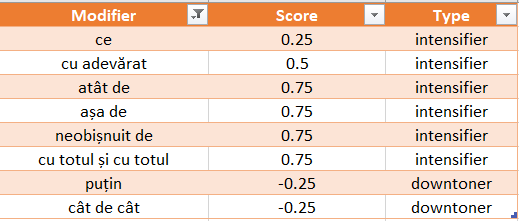 Modifier Score Type
ce 0.25 intensifier
cu adevărat 0.5 intensifier
atât de 0.75 intensifier
așa de 0.75 intensifier
neobișnuit de 0.75 intensifier
cu totul și cu totul 0.75 intensifier
puțin -0.25 downtoner
cât de cât -0.25 downtoner